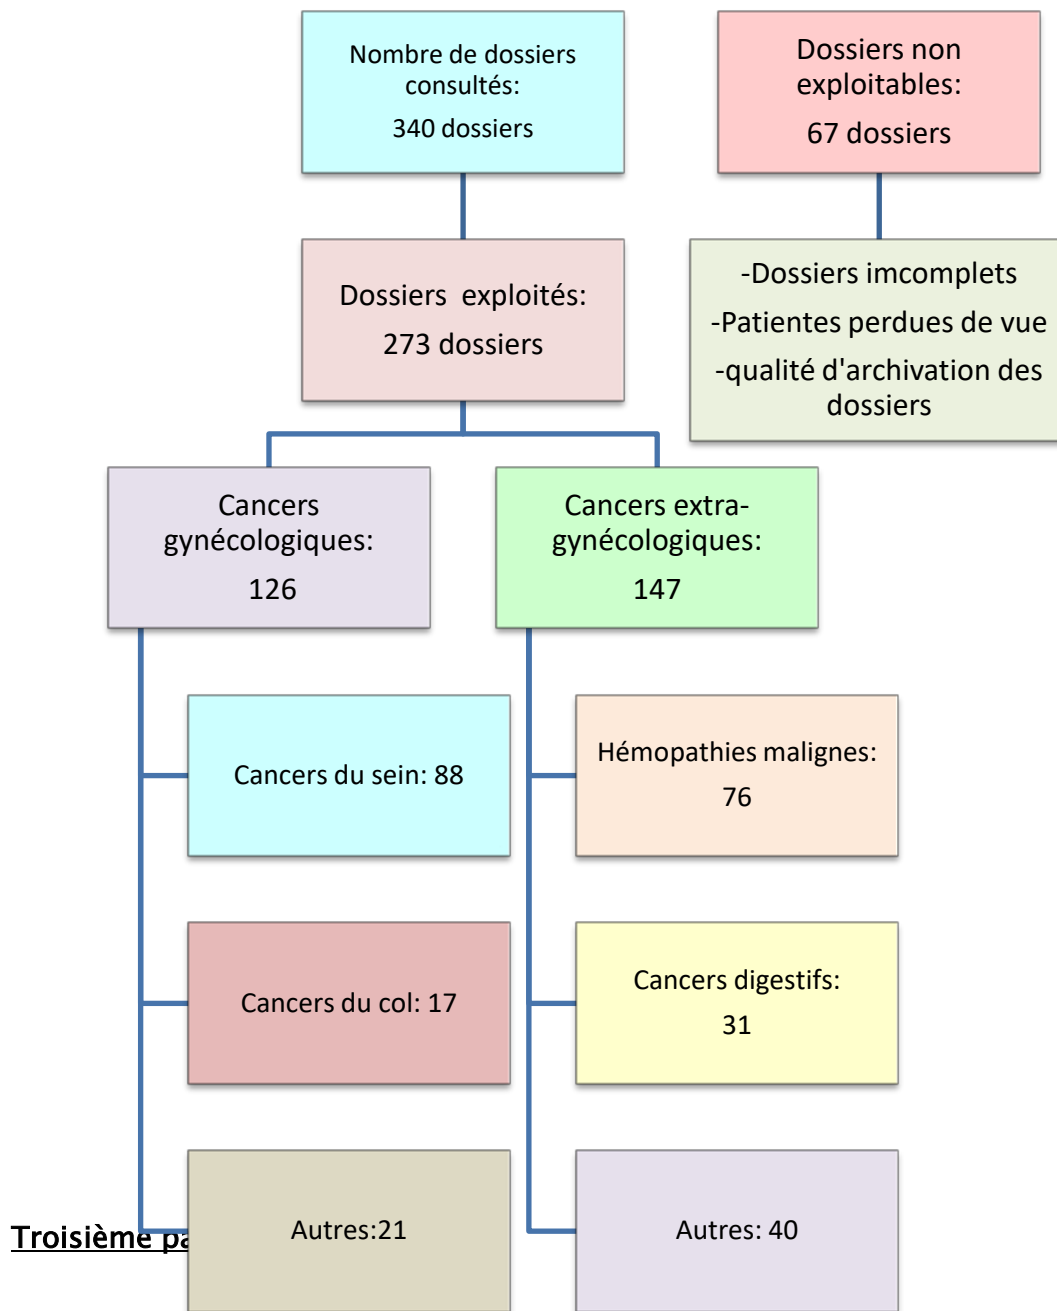 Nombre de dossiers
consultés:
340 dossiers
Dossiers non
exploitables:
67 dossiers
Dossiers exploités:
273 dossiers
-Dossiers imcomplets
-Patientes perdues de vue
-qualité d'archivation des
dossiers
Cancers
gynécologiques:
126
Cancers extra-
gynécologiques:
147
Cancers du sein: 88
Hémopathies malignes:
76
Cancers du col: 17
Cancers digestifs:
31
Autres:21
Autres: 40
Troisième